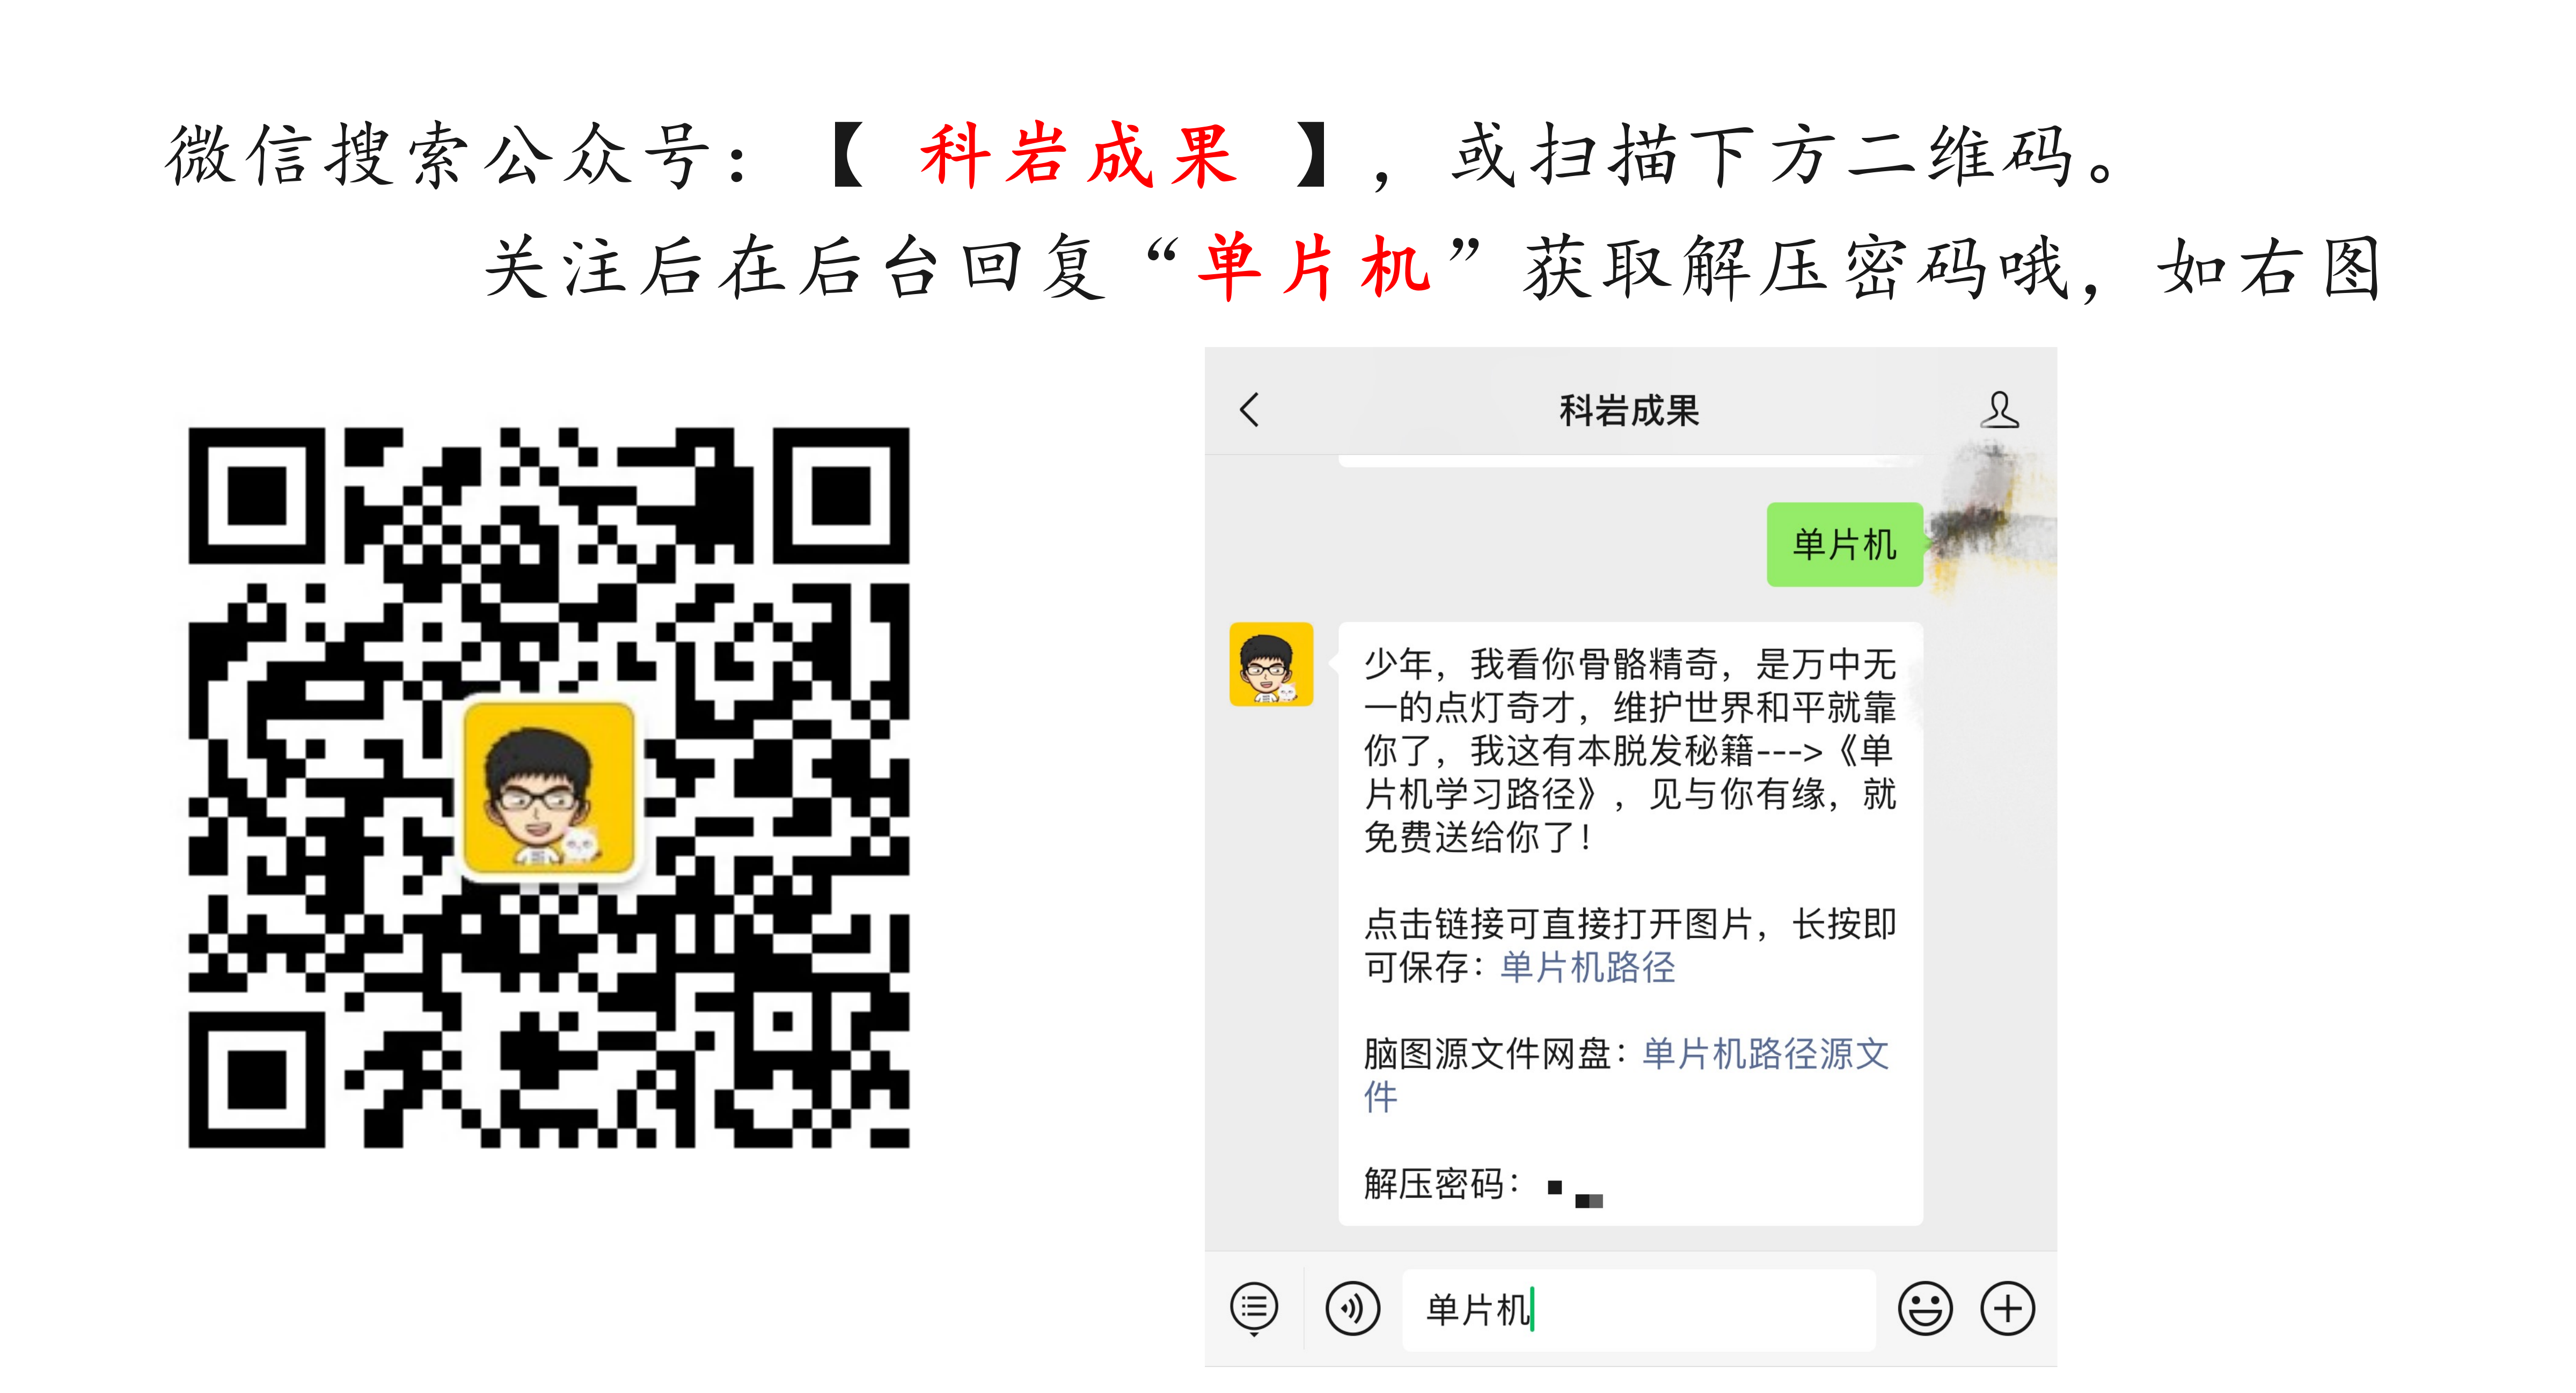 微信搜索公众号：【 科岩成果 】，或扫描下方二维码。
关注后在后台回复“单片机”获取解压密码哦，如右图
科岩成果
单片机
少年，我看你骨骼精奇，是万中无
一的点灯奇才，维护世界和平就靠
你了，我这有本脱发秘籍--->《单
片机学习路径》，见与你有缘，就
免费送给你了！
点击链接可直接打开图片，长按即
可保存：单片机路径
脑图源文件网盘：单片机路径源文
件
解压密码：
单片机